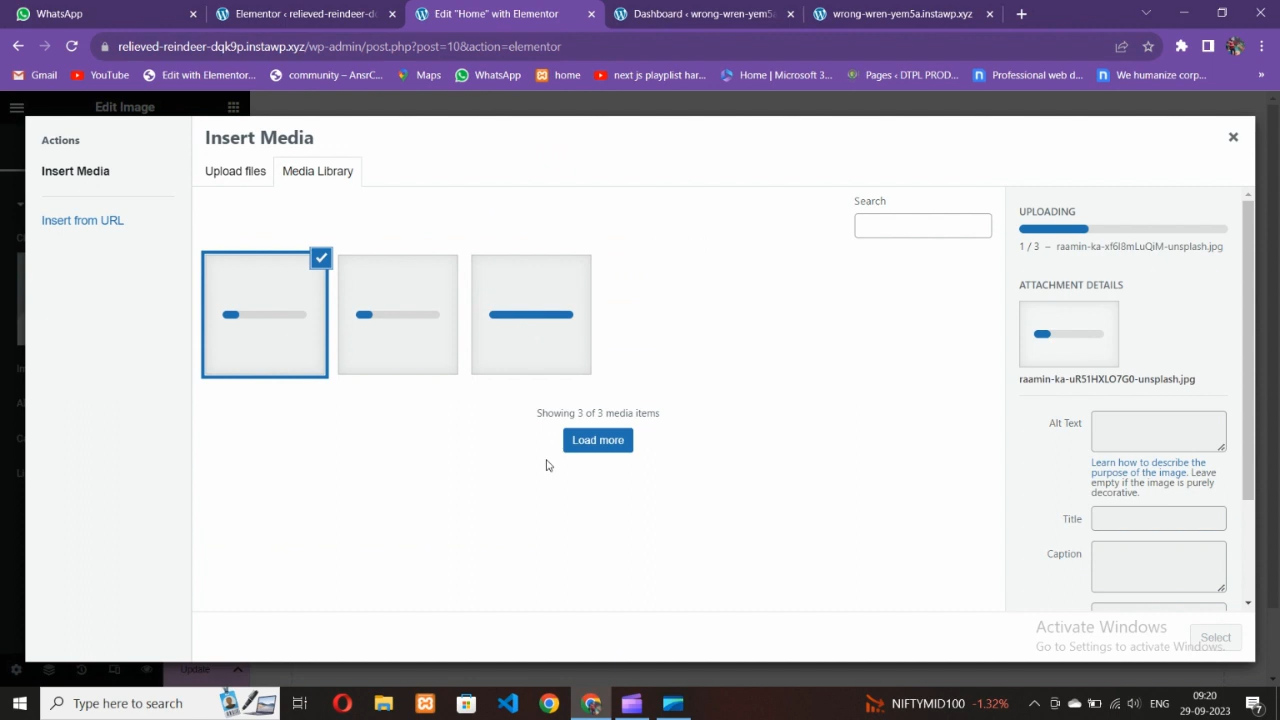 WhatsApp
Elementor ‹ relieved-reindeer-dc
Edit "Home" with Elementor
Dashboard ‹ wrong-wren-yem5a
wrong-wren-yem5a.instawp.xyz
relieved-reindeer-dqk9p.instawp.xyz/wp-admin/post.php?post=10&action=elementor
Gmail
YouTube
Edit with Elementor...
community – AnsrC...
Maps
WhatsApp
home
next js playplist har...
Home | Microsoft 3...
Pages ‹ DTPL PROD...
Professional web d...
We humanize corp...
»
Edit Image
Actions
Insert Media
Insert from URL
Insert Media
Upload files
Media Library
Search
Showing 3 of 3 media items
Load more
UPLOADING
1 / 3 – raamin-ka-xf6I8mLuQiM-unsplash.jpg
ATTACHMENT DETAILS
raamin-ka-uR51HXLO7G0-unsplash.jpg
Alt Text
Learn how to describe the
purpose of the image. Leave
empty if the image is purely
decorative.
Title
Caption
Select
Activate Windows
Go to Settings to activate Windows.
Update
Type here to search
NIFTYMID100 -1.32%
ENG
09:20
29-09-2023
7